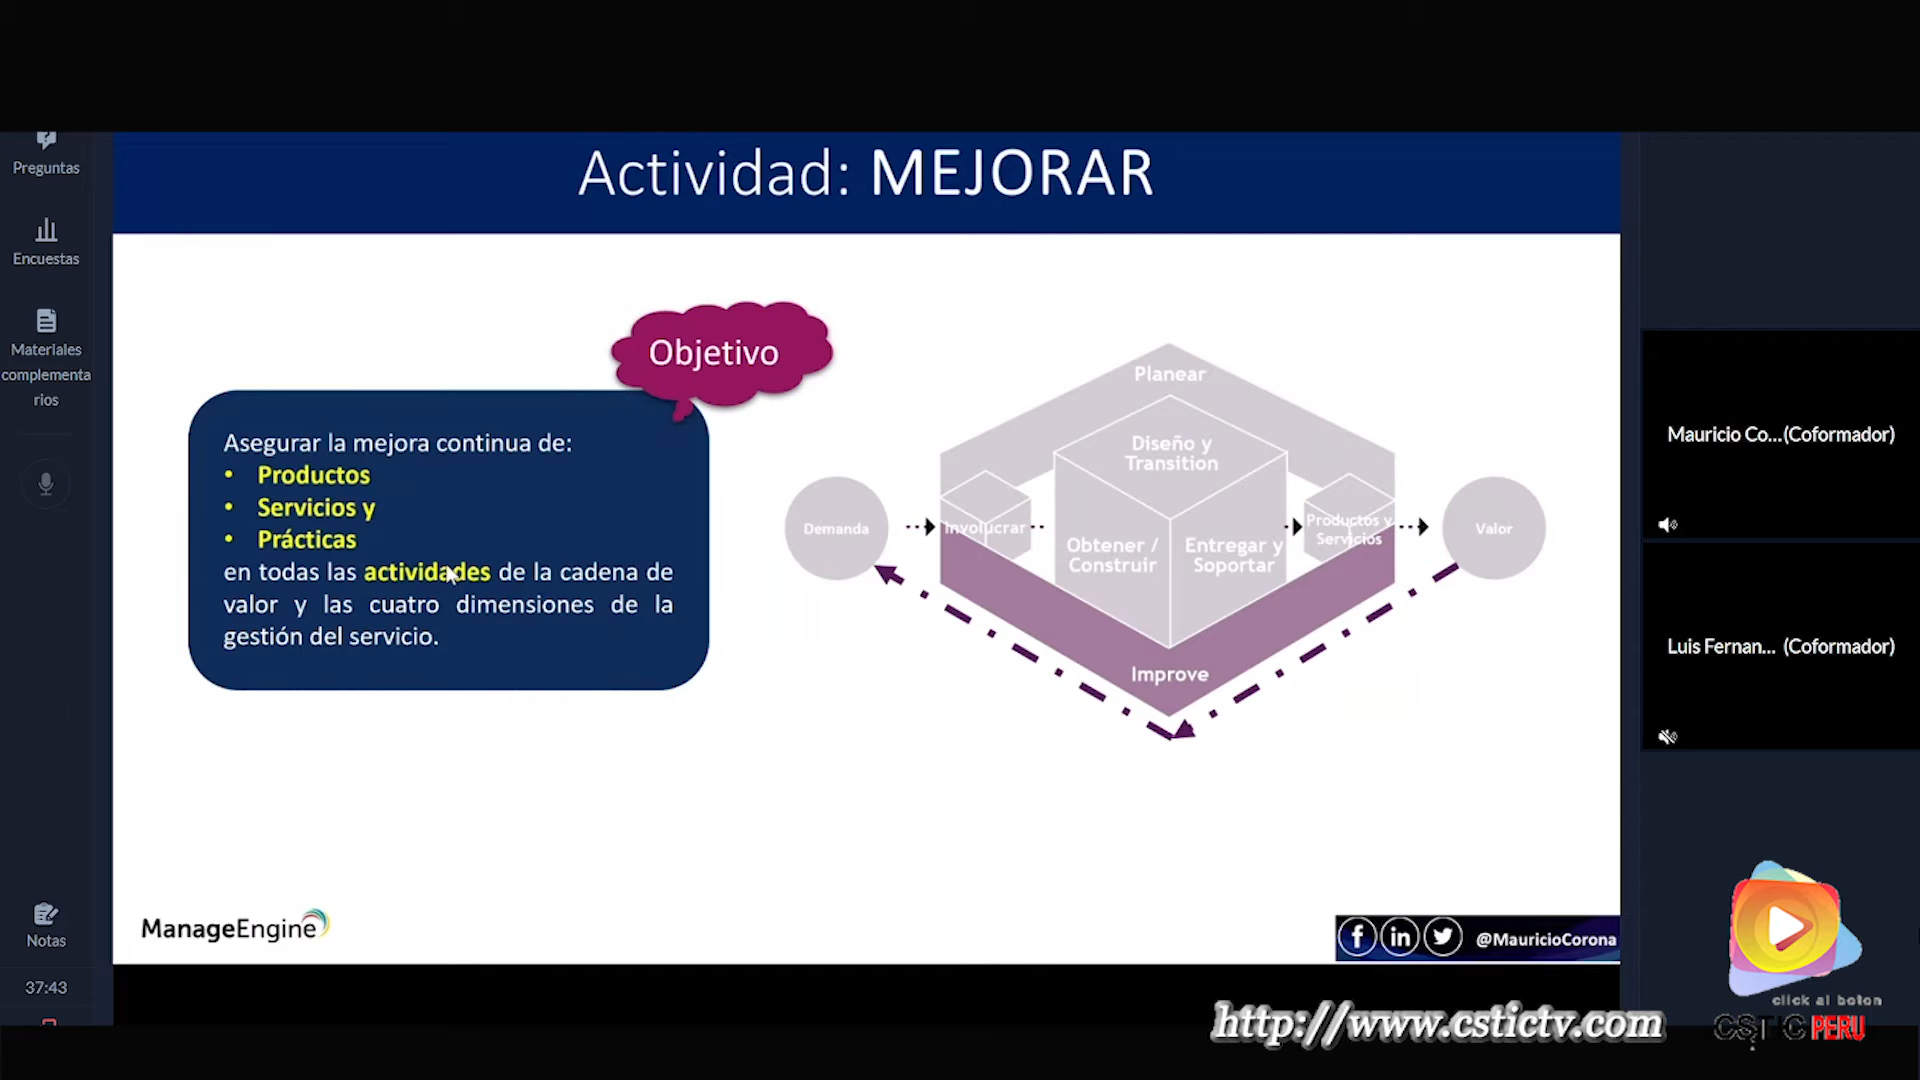 Preguntas
Encuestas
Materiales
complementa
rios
Notas
37:43
Actividad: MEJORAR
Objetivo
Asegurar la mejora continua de:
• Productos
• Servicios y
• Prácticas
en todas las actividades de la cadena de
valor y las cuatro dimensiones de la
gestión del servicio.
Planear
Diseño y
Transition
Demanda
Involucrar
Obtener /
Construir
Entregar y
Soportar
Productos y
Servicios
Valor
Improve
ManageEngine
@MauricioCorona
Mauricio Co...(Coformador)
Luis Fernan... (Coformador)
click al boton
CSTIC PERU
http://www.cstictv.com